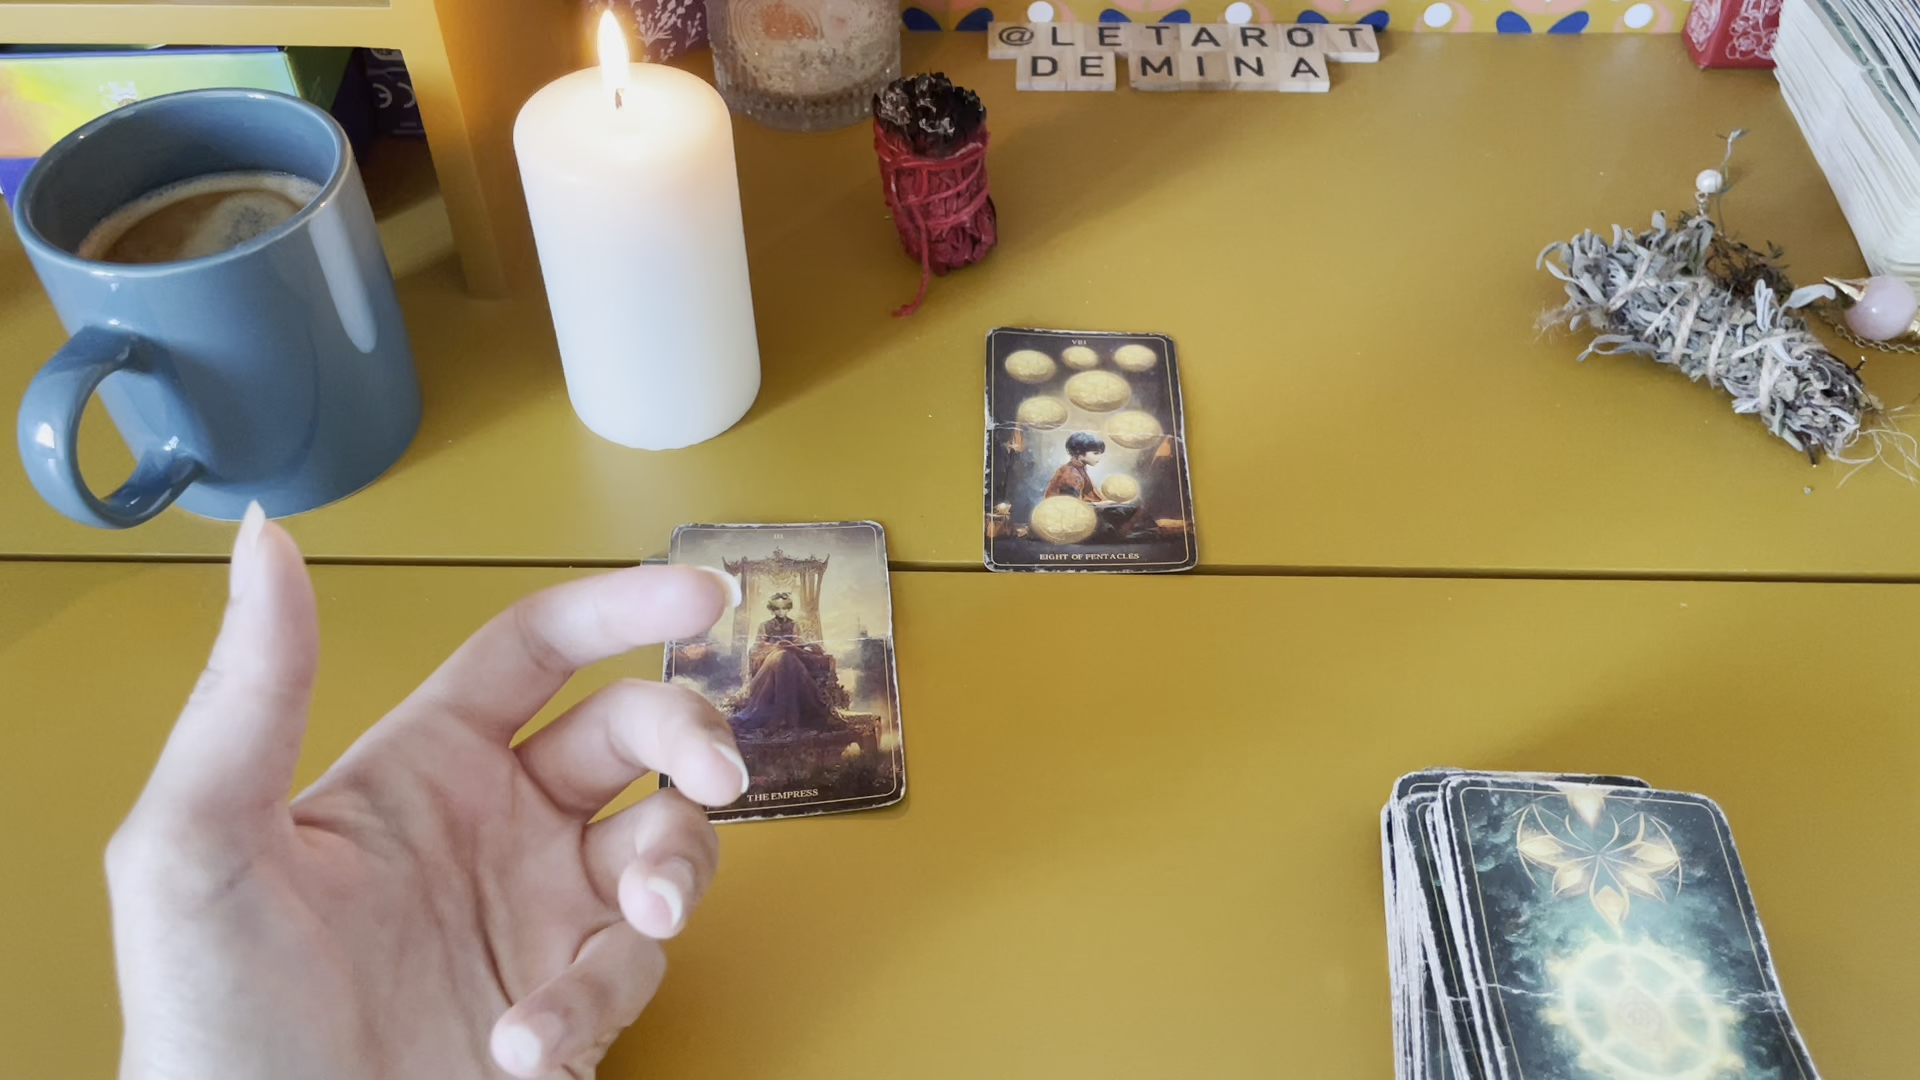 @LETAROT
DEMINA
VIII
EIGHT OF PENTACLES
III
THE EMPRESS